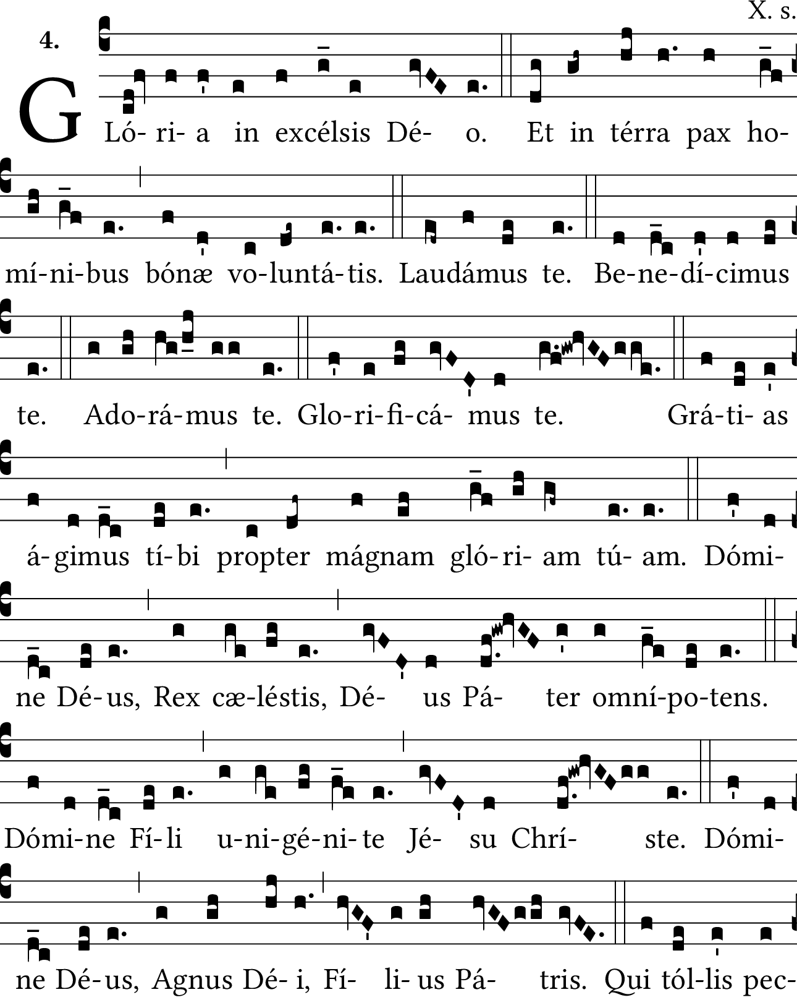 X. s.
4.
GLó-ri-a in excélsis Dé-o. Et in térra pax ho-
mí-ni-bus bónæ vo-luntá-tis. Laudámus te. Be-ne-dí-cimus
te. Ado-rá-mus te. Glo-ri-fi-cá-mus te. Grá-ti-as
á-gimus tí-bi propter mágnam gló-ri-am tú-am. Dómi-
ne Dé-us, Rex cæ-léstis, Dé-us Pá-ter omní-po-tens.
Dómi-ne Fí-li u-ni-gé-ni-te Jé-su Chrí-ste. Dómi-
ne Dé-us, Agnus Dé-i, Fí-li-us Pá-tris. Qui tól-lis pec-